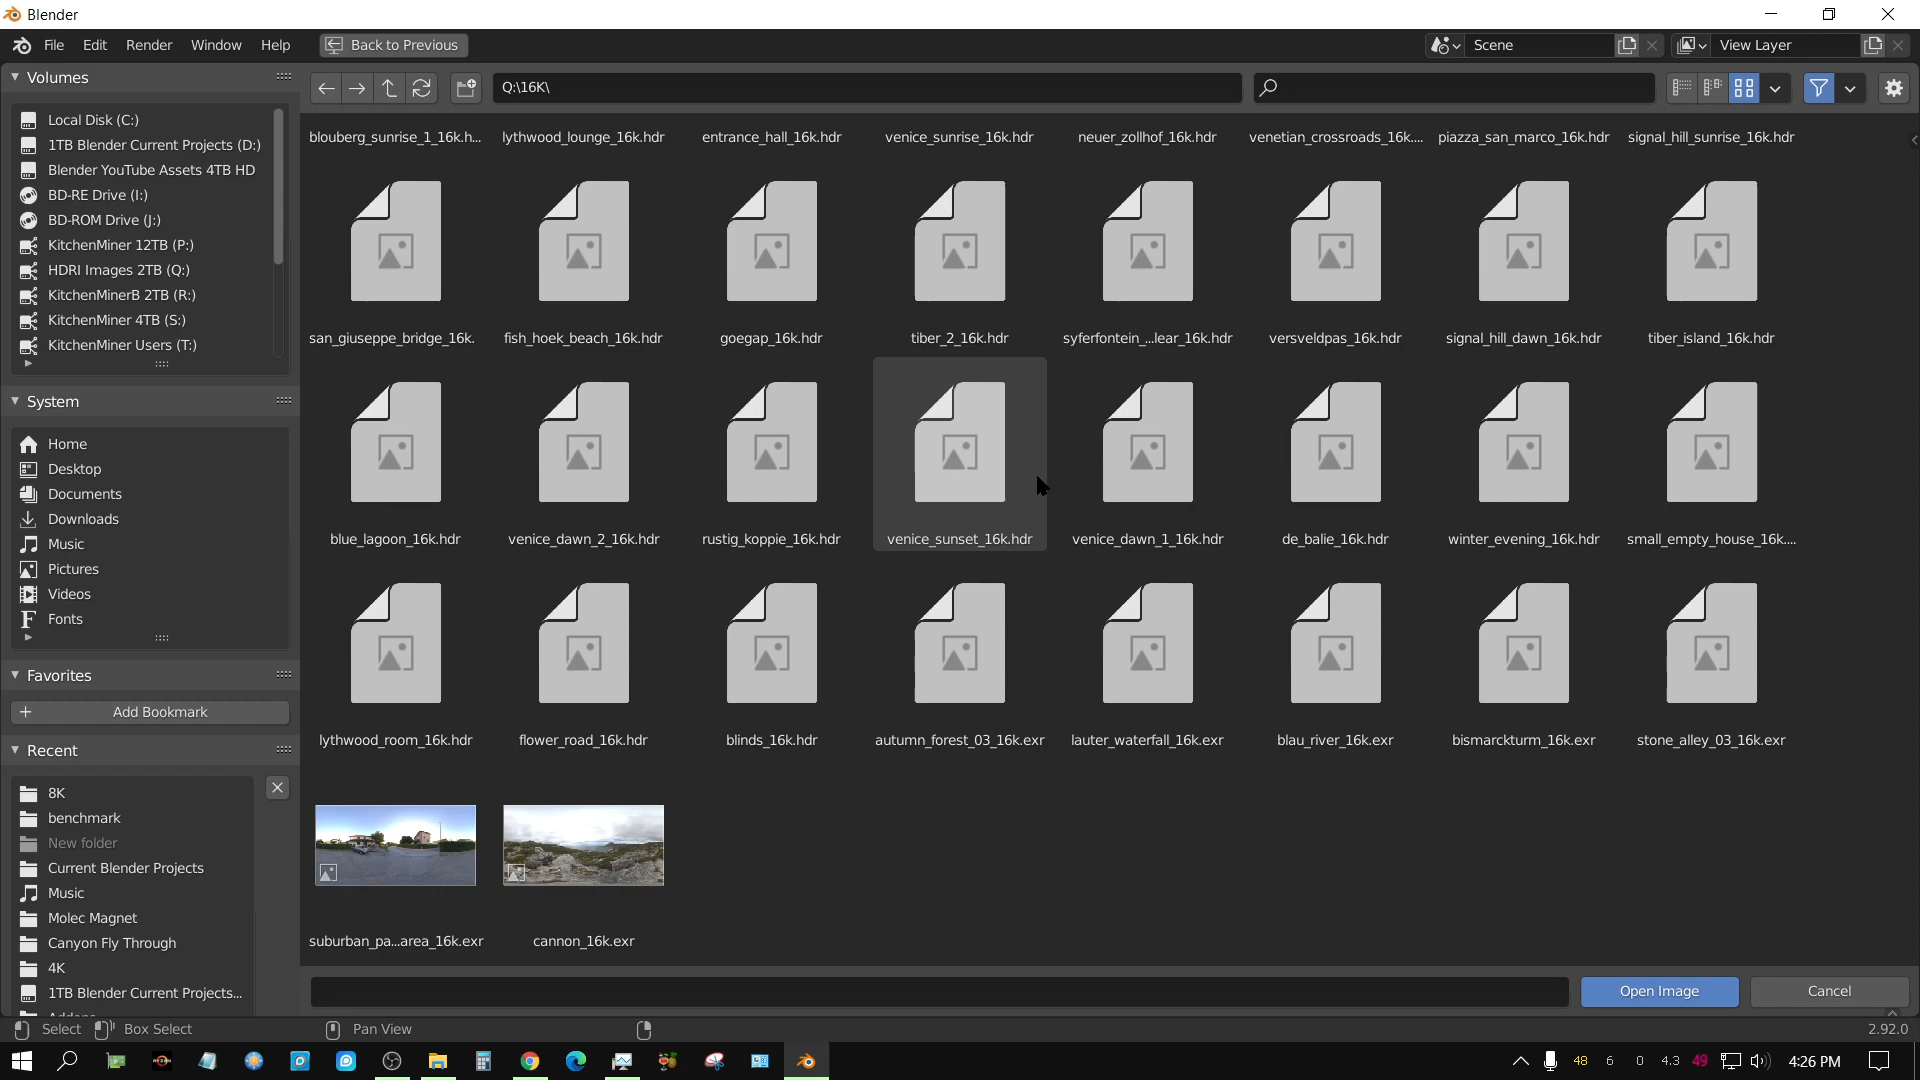 Blender
File Edit Render Window Help Back to Previous Scene View Layer
Volumes
Q:\16K\
Local Disk (C:)
1TB Blender Current Projects (D:)
Blender YouTube Assets 4TB HD
BD-RE Drive (I:)
BD-ROM Drive (J:)
KitchenMiner 12TB (P:)
HDRI Images 2TB (Q:)
KitchenMinerB 2TB (R:)
KitchenMiner 4TB (S:)
KitchenMiner Users (T:)
System
Home
Desktop
Documents
Downloads
Music
Pictures
Videos
Fonts
Favorites
Add Bookmark
Recent
8K
benchmark
New folder
Current Blender Projects
Music
Molec Magnet
Canyon Fly Through
4K
1TB Blender Current Projects...
blouberg_sunrise_1_16k.h... lythwood_lounge_16k.hdr entrance_hall_16k.hdr venice_sunrise_16k.hdr neuer_zollhof_16k.hdr venetian_crossroads_16k.... piazza_san_marco_16k.hdr signal_hill_sunrise_16k.hdr
san_giuseppe_bridge_16k. fish_hoek_beach_16k.hdr goegap_16k.hdr tiber_2_16k.hdr syferfontein_...lear_16k.hdr versveldpas_16k.hdr signal_hill_dawn_16k.hdr tiber_island_16k.hdr
blue_lagoon_16k.hdr venice_dawn_2_16k.hdr rustig_koppie_16k.hdr venice_sunset_16k.hdr venice_dawn_1_16k.hdr de_balie_16k.hdr winter_evening_16k.hdr small_empty_house_16k....
lythwood_room_16k.hdr flower_road_16k.hdr blinds_16k.hdr autumn_forest_03_16k.exr lauter_waterfall_16k.exr blau_river_16k.exr bismarckturm_16k.exr stone_alley_03_16k.exr
suburban_pa...area_16k.exr cannon_16k.exr
Open Image Cancel
Select Box Select Pan View 2.92.0
48 6 0 4.3 49 4:26 PM